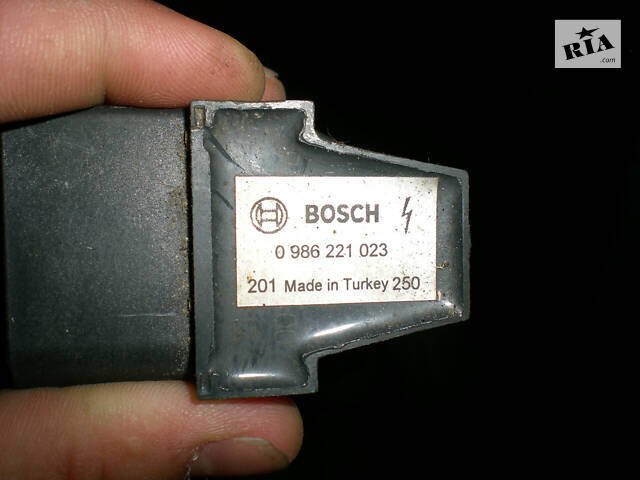 RIA
.com
BOSCH
0 986 221 023
201 Made in Turkey 250